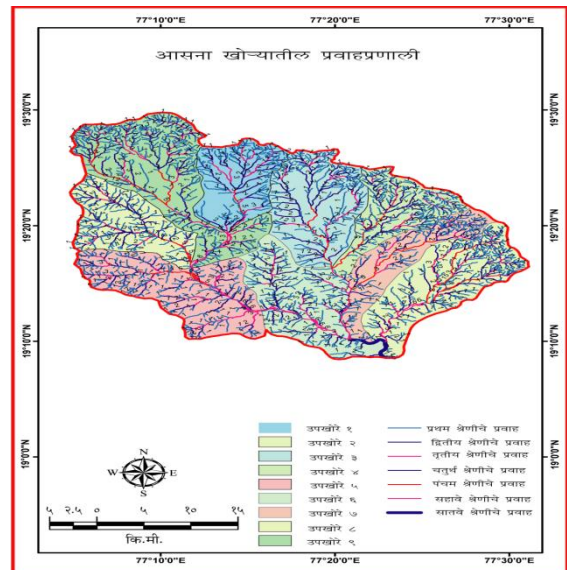 77°10'0"E 77°20'0"E 77°30'0"E
आसना खोऱ्यातील प्रवाहप्रणाली
19°30'0"N 19°30'0"N
19°20'0"N 19°20'0"N
19°10'0"N 19°10'0"N
19°0'0"N 19°0'0"N
उपखोरे १
उपखोरे २
उपखोरे ३
उपखोरे ४
उपखोरे ५
उपखोरे ६
उपखोरे ७
उपखोरे ८
उपखोरे ९
प्रथम श्रेणीचे प्रवाह
द्वितीय श्रेणीचे प्रवाह
तृतीय श्रेणीचे प्रवाह
चतुर्थ श्रेणीचे प्रवाह
पंचम श्रेणीचे प्रवाह
सहावे श्रेणीचे प्रवाह
सातवे श्रेणीचे प्रवाह
N
W E
S
५ २.५ ० ५ १० १५
कि.मी.
77°10'0"E 77°20'0"E 77°30'0"E